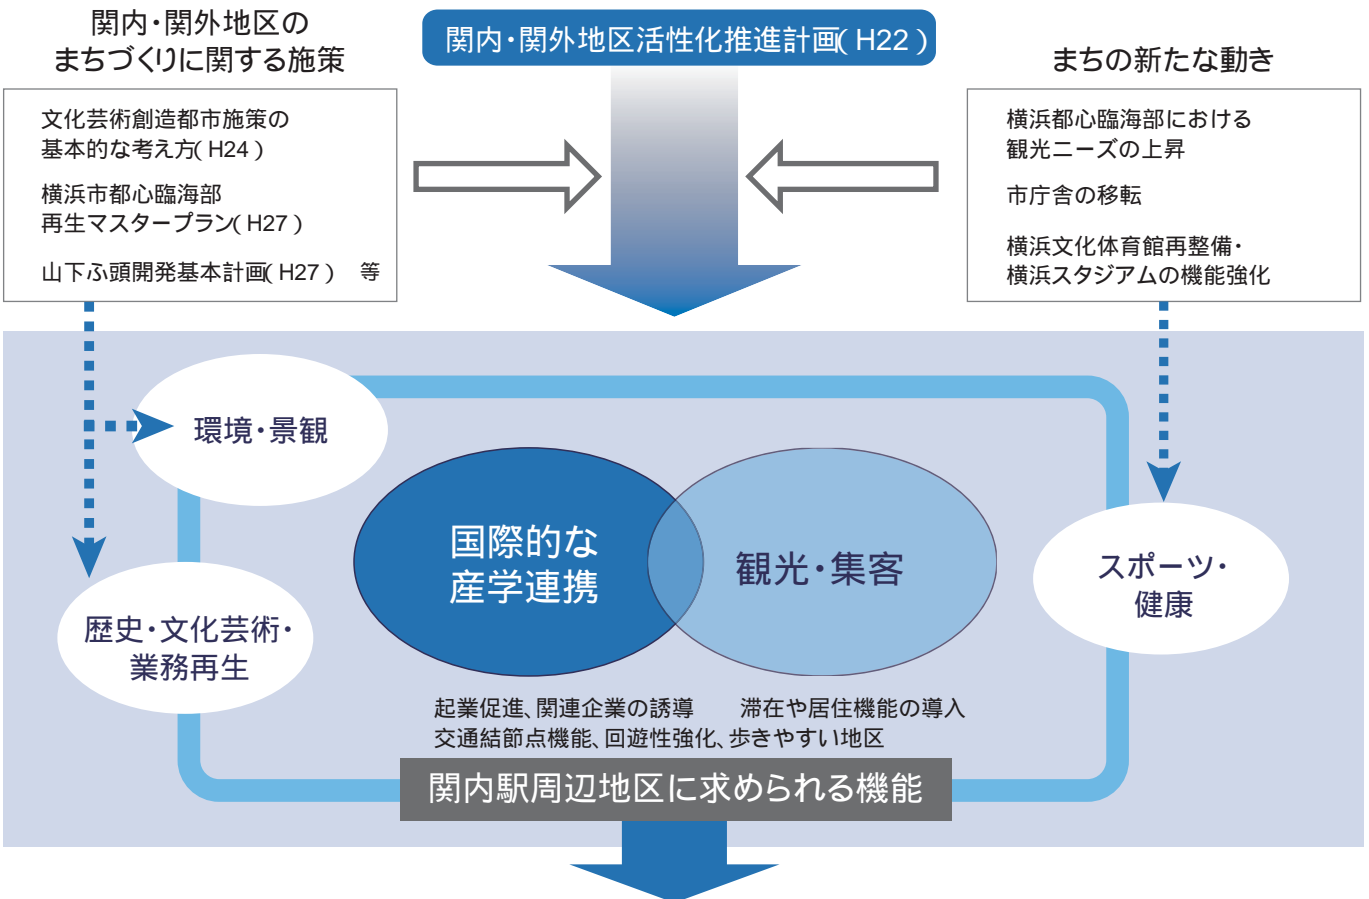 関内・関外地区の
まちづくりに関する施策
関内・関外地区活性化推進計画(H22)
まちの新たな動き
文化芸術創造都市施策の
基本的な考え方(H24)
横浜市都心臨海部
再生マスタープラン(H27)
山下ふ頭開発基本計画(H27) 等
横浜都心臨海部における
観光ニーズの上昇
市庁舎の移転
横浜文化体育館再整備・
横浜スタジアムの機能強化
環境・景観
国際的な
産学連携
観光・集客
スポーツ・
健康
歴史・文化芸術・
業務再生
起業促進、関連企業の誘導 滞在や居住機能の導入
交通結節点機能、回遊性強化、歩きやすい地区
関内駅周辺地区に求められる機能